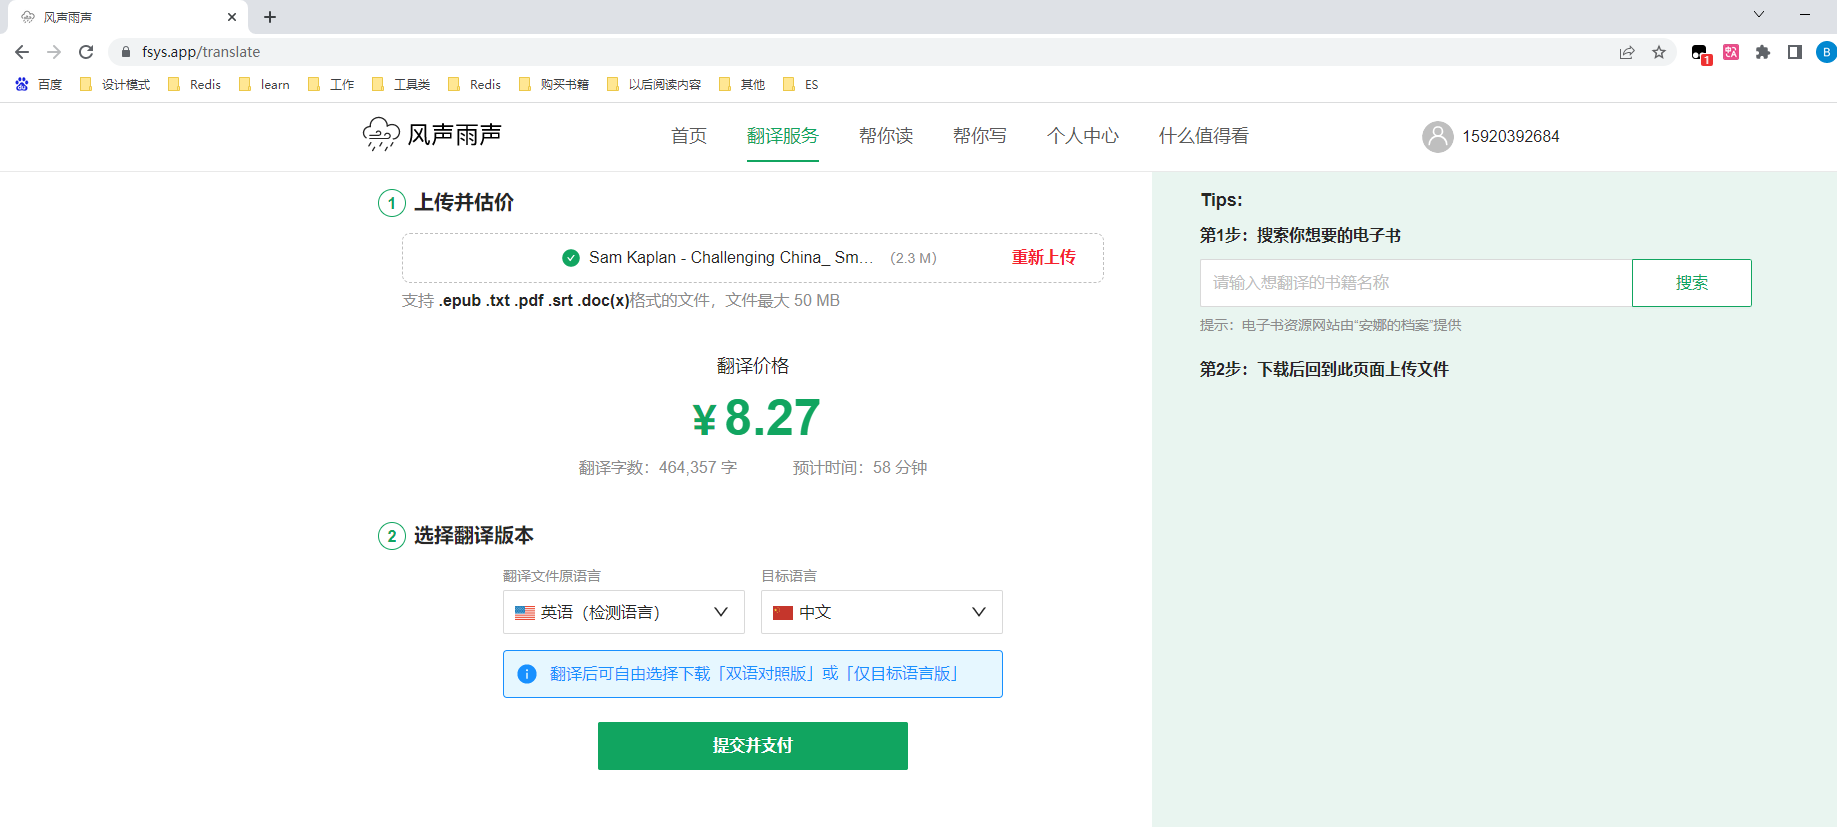 风声雨声
fsys.app/translate
1
B
百度 设计模式 Redis learn 工作 工具类 Redis 购买书籍 以后阅读内容 其他 ES
风声雨声 首页 翻译服务 帮你读 帮你写 个人中心 什么值得看 15920392684
1 上传并估价
Sam Kaplan - Challenging China_ Sm... (2.3 M) 重新上传
支持 .epub .txt .pdf .srt .doc(x)格式的文件，文件最大 50 MB
翻译价格
¥ 8.27
翻译字数：464,357 字 预计时间：58 分钟
2 选择翻译版本
翻译文件原语言 目标语言
英语（检测语言） 中文
翻译后可自由选择下载「双语对照版」或「仅目标语言版」
提交并支付
Tips:
第1步：搜索你想要的电子书
请输入想翻译的书籍名称 搜索
提示：电子书资源网站由“安娜的档案”提供
第2步：下载后回到此页面上传文件